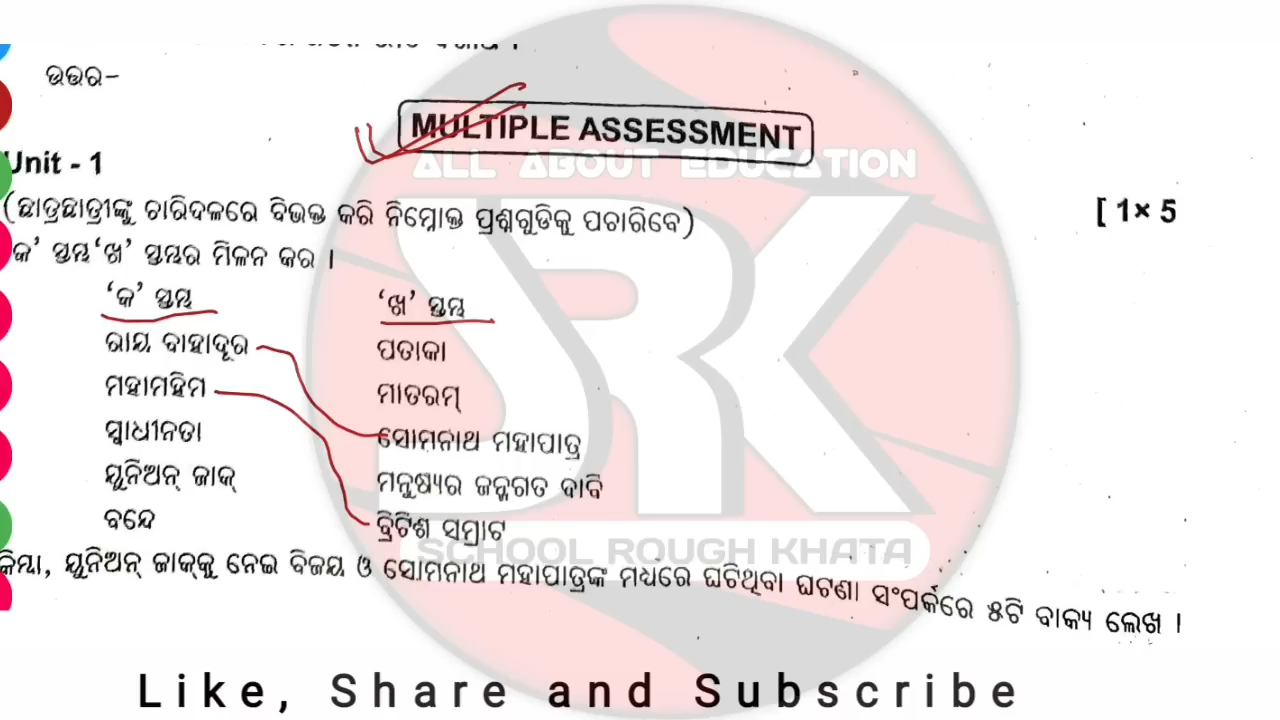 ଉତ୍ତର–
MULTIPLE ASSESSMENT
ALL ABOUT EDUCATION
Unit - 1
(ଛାତ୍ରଛାତ୍ରୀଙ୍କୁ ଚାରିଦଳରେ ବିଭକ୍ତ କରି ନିମ୍ନୋକ୍ତ ପ୍ରଶ୍ନଗୁଡିକୁ ପଚାରିବେ) [ 1× 5
କ’ ସ୍ତମ୍ଭ ‘ଖ’ ସ୍ତମ୍ଭର ମିଳନ କର ।
‘କ’ ସ୍ତମ୍ଭ ‘ଖ’ ସ୍ତମ୍ଭ
ରାୟ ବାହାଦୂର ପତାକା
ମହାମହିମ ମାତରମ୍
ସ୍ୱାଧୀନତା ସୋମନାଥ ମହାପାତ୍ର
ୟୁନିଅନ୍ ଜାକ୍ ମନୁଷ୍ୟର ଜନ୍ମଗତ ଦାବି
ବନ୍ଦେ ବ୍ରିଟିଶ ସମ୍ରାଟ
SRK
SCHOOL ROUGH KHATA
କିମ୍ବା, ୟୁନିଅନ୍ ଜାକ୍‌କୁ ନେଇ ବିଜୟ ଓ ସୋମନାଥ ମହାପାତ୍ରଙ୍କ ମଧ୍ୟରେ ଘଟିଥିବା ଘଟଣା ସଂପର୍କରେ ୫ଟି ବାକ୍ୟ ଲେଖ ।
Like, Share and Subscribe